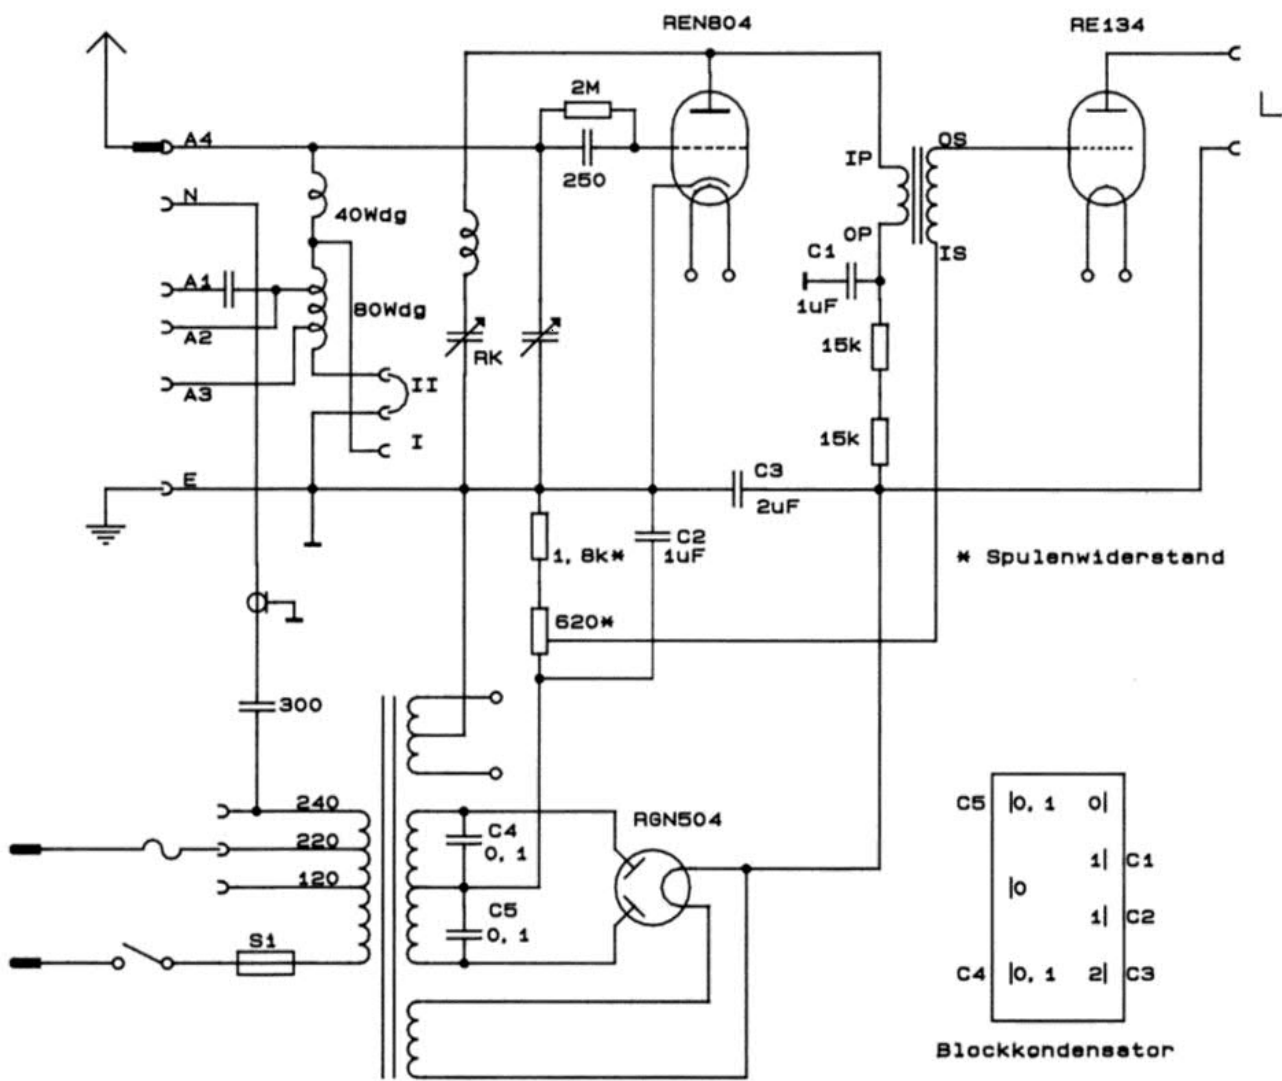 REN804
RE134
2M
A4
250
OS
IP
N
40Wdg
OP
IS
C1
1uF
A1
80Wdg
A2
RK
15k
A3
II
I
15k
E
C3
2uF
C2
1uF
1,8k*
* Spulenwiderstand
620*
300
240
C4
0,1
RGN504
220
120
C5
0,1
S1
C5 |0,1 0|
1| C1
|0
1| C2
C4 |0,1 2| C3
Blockkondensator